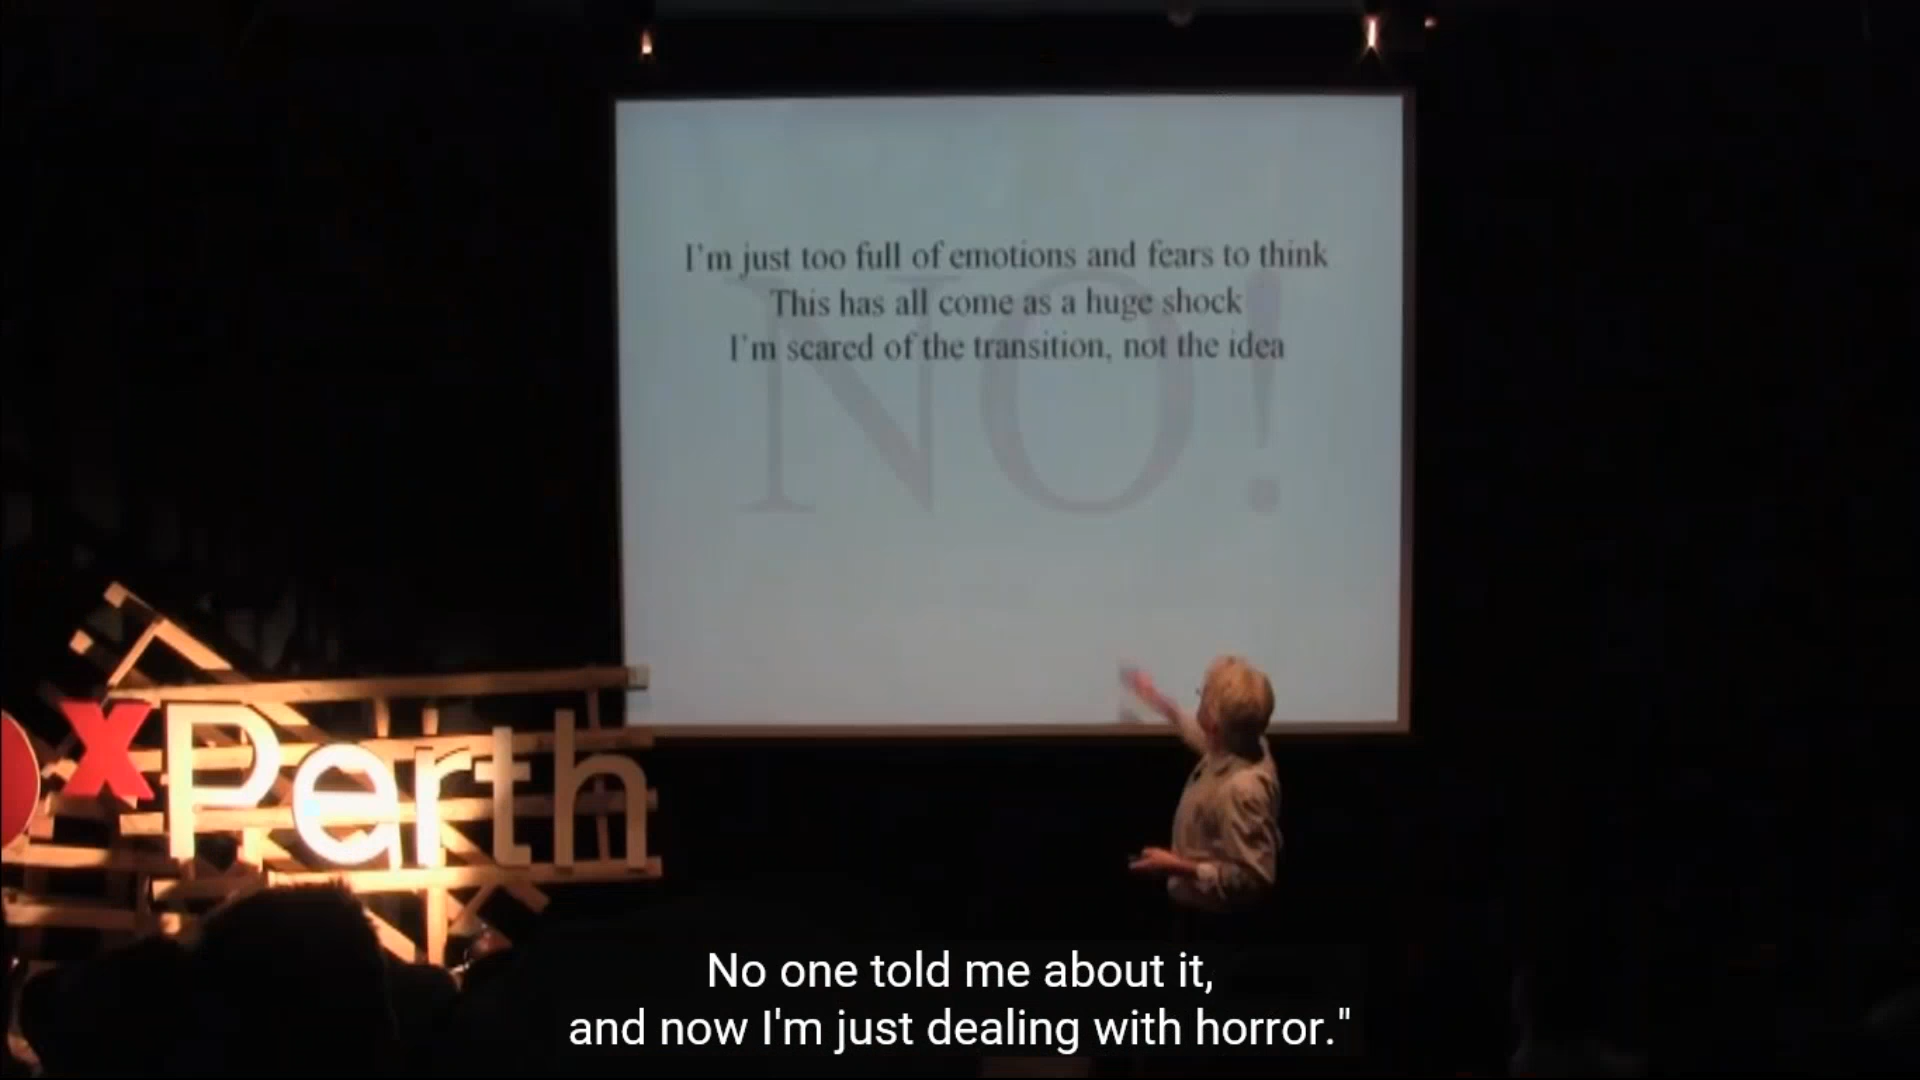 I'm just too full of emotions and fears to think
This has all come as a huge shock
I'm scared of the transition, not the idea
NO!
xPerth
No one told me about it,
and now I'm just dealing with horror."